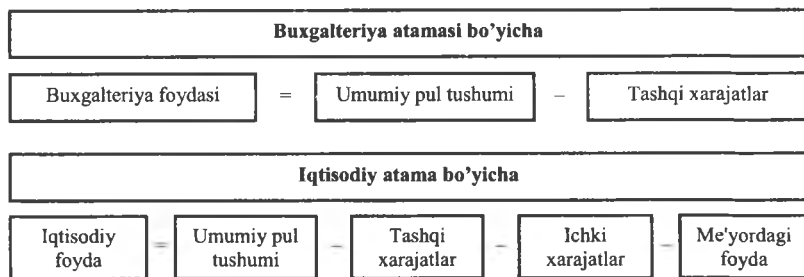 Buxgalteriya atamasi bo'yicha
Buxgalteriya foydasi = Umumiy pul tushumi – Tashqi xarajatlar
Iqtisodiy atama bo'yicha
Iqtisodiy foyda = Umumiy pul tushumi – Tashqi xarajatlar – Ichki xarajatlar – Me'yordagi foyda